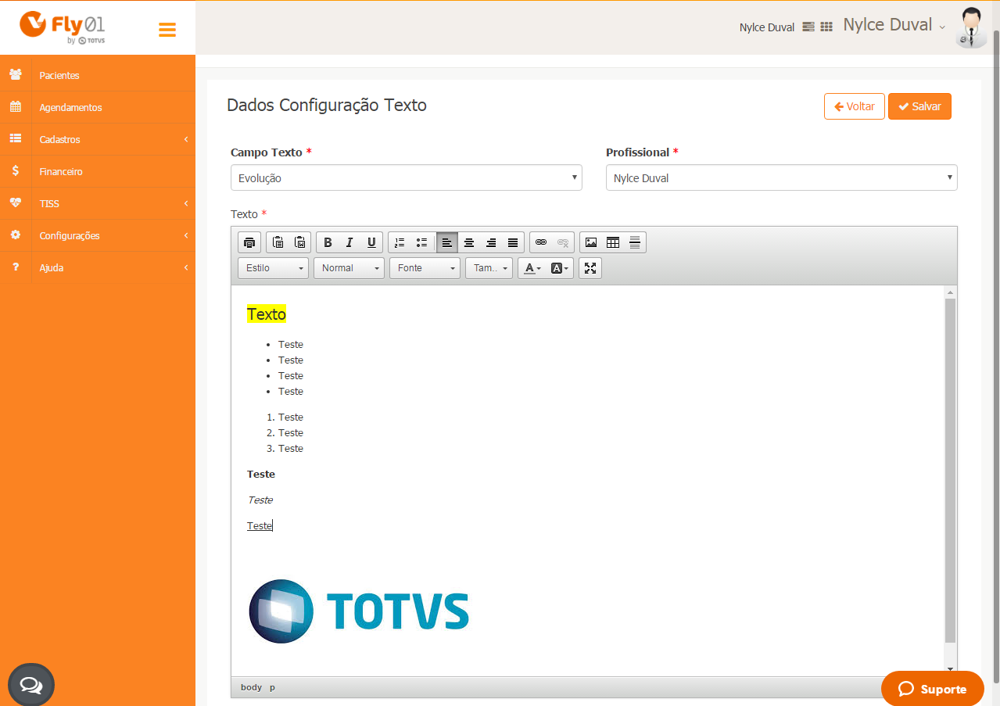 Fly01
by TOTVS
Nylce Duval
Nylce Duval
Pacientes
Agendamentos
Cadastros
Financeiro
TISS
Configurações
Ajuda
Dados Configuração Texto
Voltar
Salvar
Campo Texto *
Profissional *
Evolução
Nylce Duval
Texto *
B I U
Estilo
Normal
Fonte
Tam..
A
A
Texto
• Teste
• Teste
• Teste
• Teste
1. Teste
2. Teste
3. Teste
Teste
Teste
Teste
TOTVS
body p
Suporte